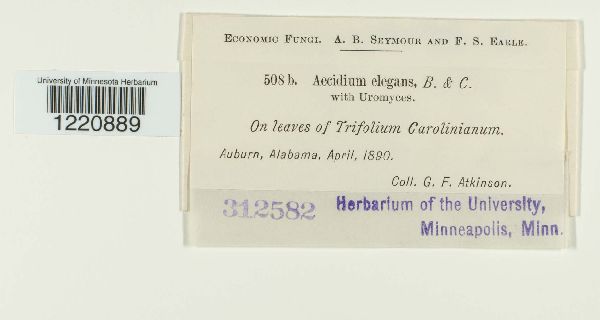 University of Minnesota Herbarium
1220889
Economic Fungi. A. B. Seymour and F. S. Earle.
508 b. Aecidium elegans, B. & C.
with Uromyces.
On leaves of Trifolium Carolinianum.
Auburn, Alabama, April, 1890.
Coll. G. F. Atkinson.
312582 Herbarium of the University,
Minneapolis, Minn.